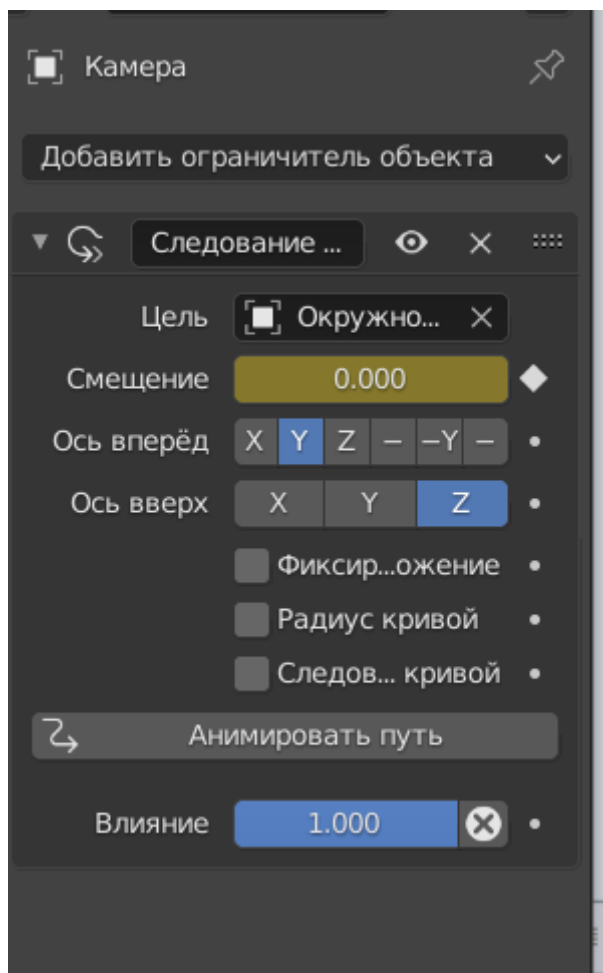 Камера
Добавить ограничитель объекта
Следование ...
Цель Окружно... 
Смещение 0.000
Ось вперёд X Y Z – –Y –
Ось вверх X Y Z
Фиксир...ожение
Радиус кривой
Следов... кривой
Анимировать путь
Влияние 1.000